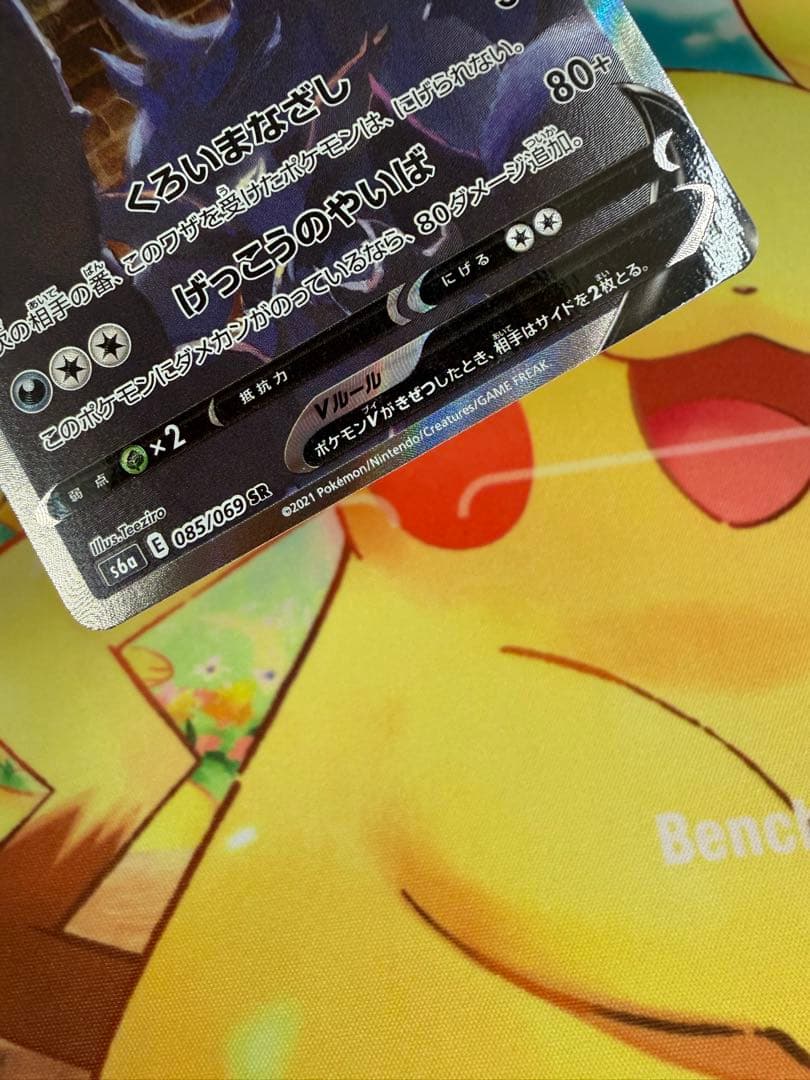 くろいまなざし
次の相手の番、このワザを受けたポケモンは、にげられない。
げっこうのやいば 80+
このポケモンにダメカンがのっているなら、80ダメージ追加。
弱点 ×2 抵抗力 にげる
Vルール
ポケモンVがきぜつしたとき、相手はサイドを2枚とる。
Illus.Teeziro
s6a E 085/069 SR
©2021 Pokémon/Nintendo/Creatures/GAME FREAK